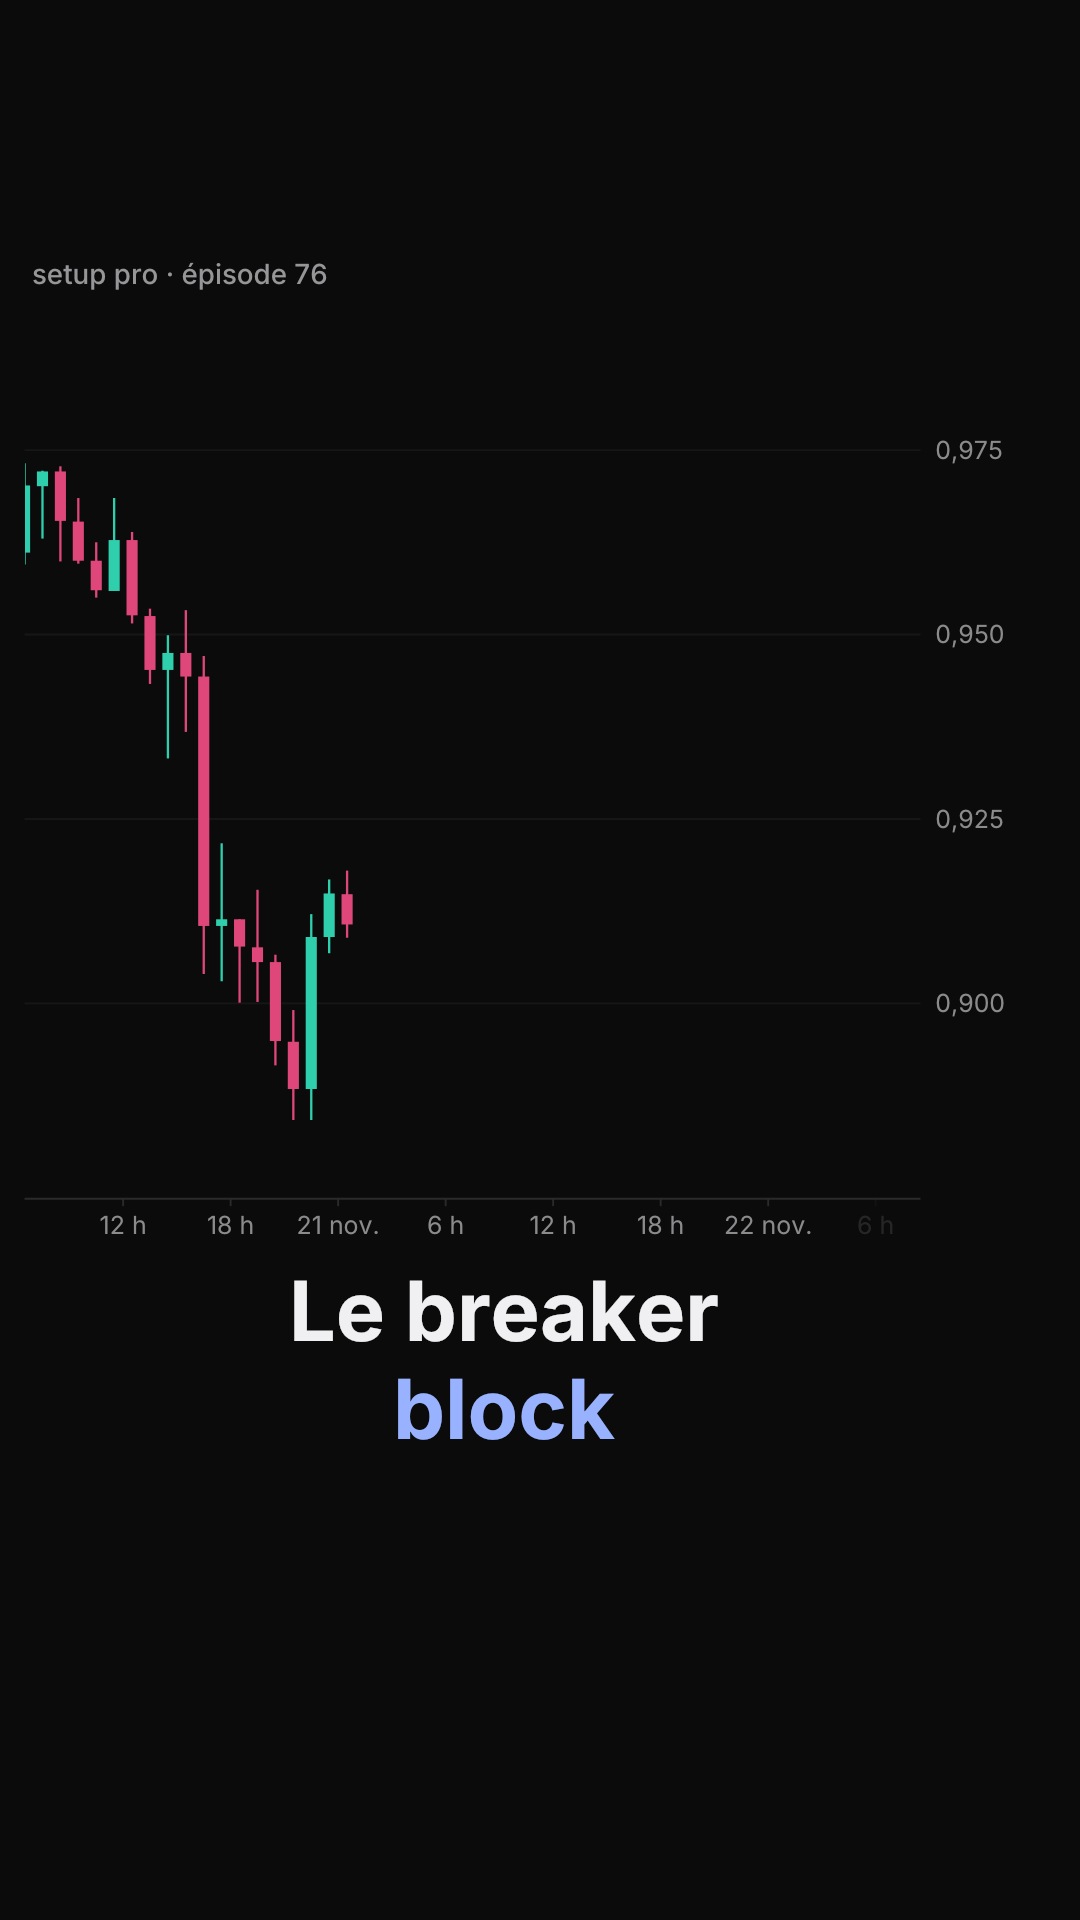 setup pro · épisode 76
0,975
0,950
0,925
0,900
12 h 18 h 21 nov. 6 h 12 h 18 h 22 nov. 6 h
Le breaker
block